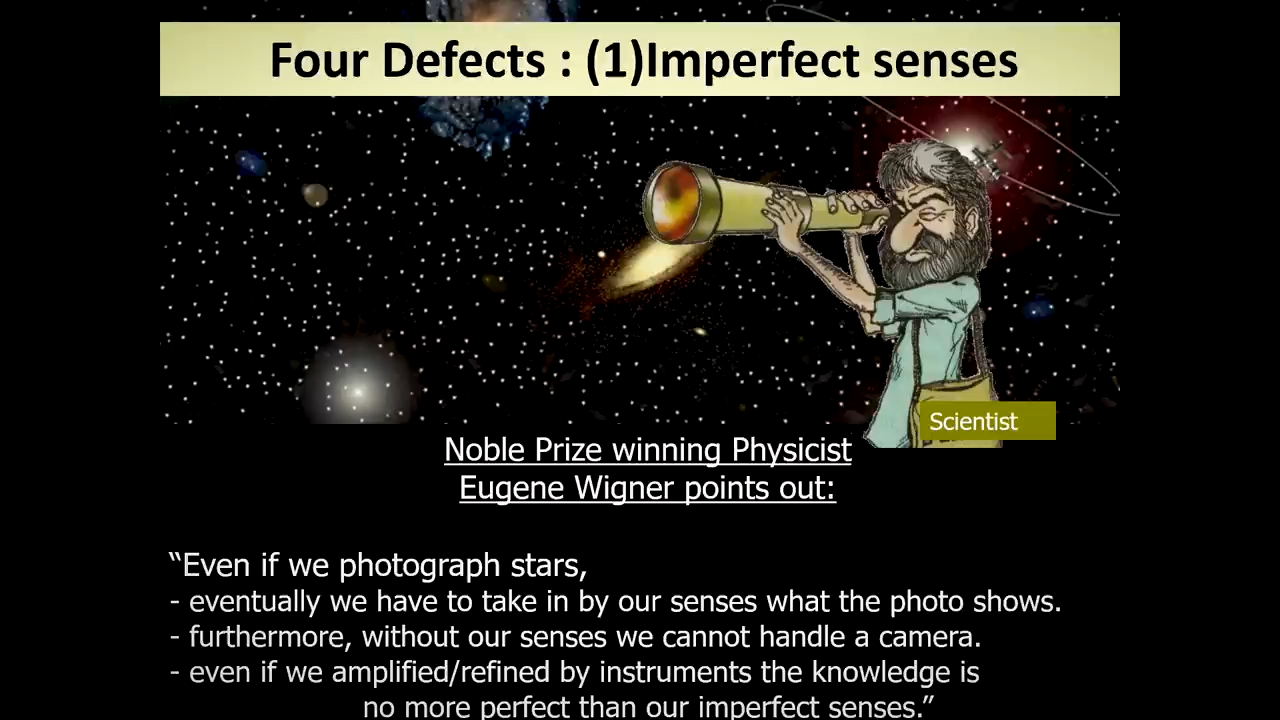 Four Defects : (1)Imperfect senses
Scientist
Noble Prize winning Physicist
Eugene Wigner points out:
“Even if we photograph stars,
- eventually we have to take in by our senses what the photo shows.
- furthermore, without our senses we cannot handle a camera.
- even if we amplified/refined by instruments the knowledge is
no more perfect than our imperfect senses.”